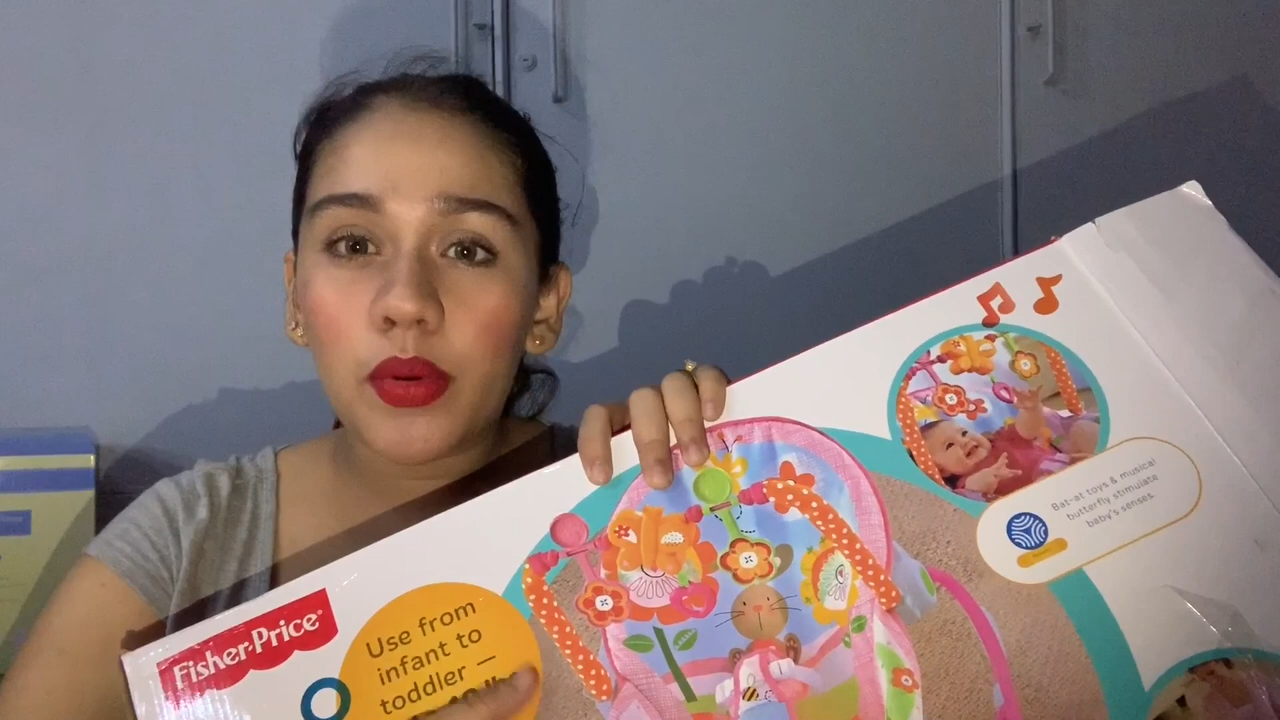 Fisher-Price
Use from
infant to
toddler —
Bat-at toys & musical
butterfly stimulate
baby's senses.